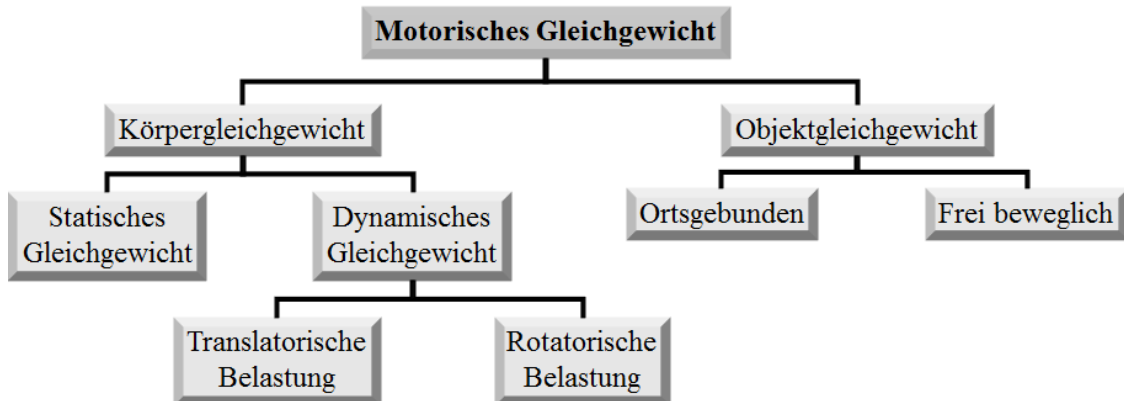 Motorisches Gleichgewicht
Körpergleichgewicht
Objektgleichgewicht
Statisches
Gleichgewicht
Dynamisches
Gleichgewicht
Ortsgebunden
Frei beweglich
Translatorische
Belastung
Rotatorische
Belastung